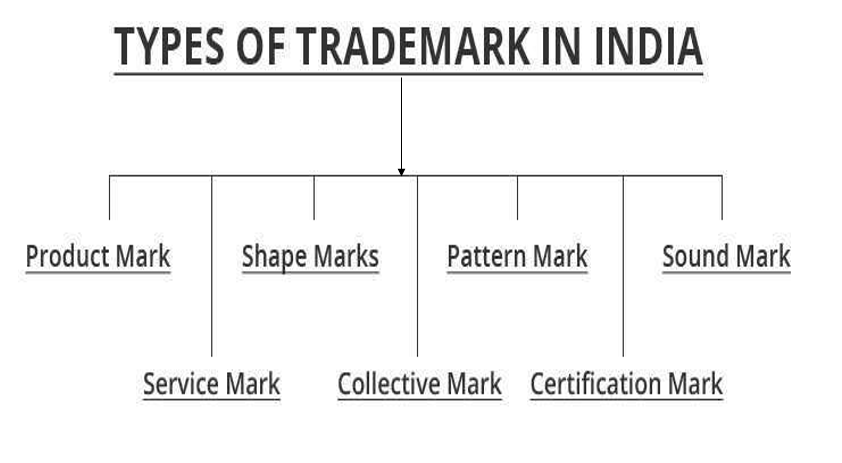 TYPES OF TRADEMARK IN INDIA
Product Mark
Shape Marks
Pattern Mark
Sound Mark
Service Mark
Collective Mark
Certification Mark